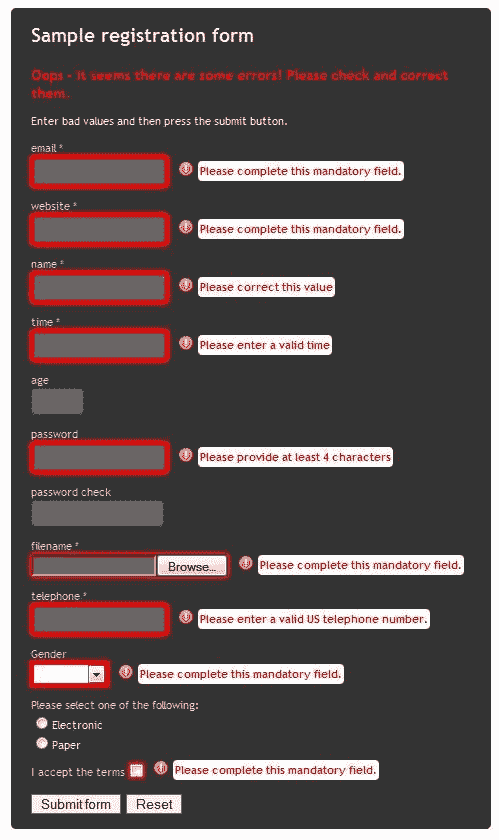 Sample registration form
Oops - it seems there are some errors! Please check and correct
them.
Enter bad values and then press the submit button.
email *
Please complete this mandatory field.
website *
Please complete this mandatory field.
name *
Please correct this value
time *
Please enter a valid time
age
password
Please provide at least 4 characters
password check
filename *
Browse...
Please complete this mandatory field.
telephone *
Please enter a valid US telephone number.
Gender
Please complete this mandatory field.
Please select one of the following:
Electronic
Paper
I accept the terms
Please complete this mandatory field.
Submit form Reset